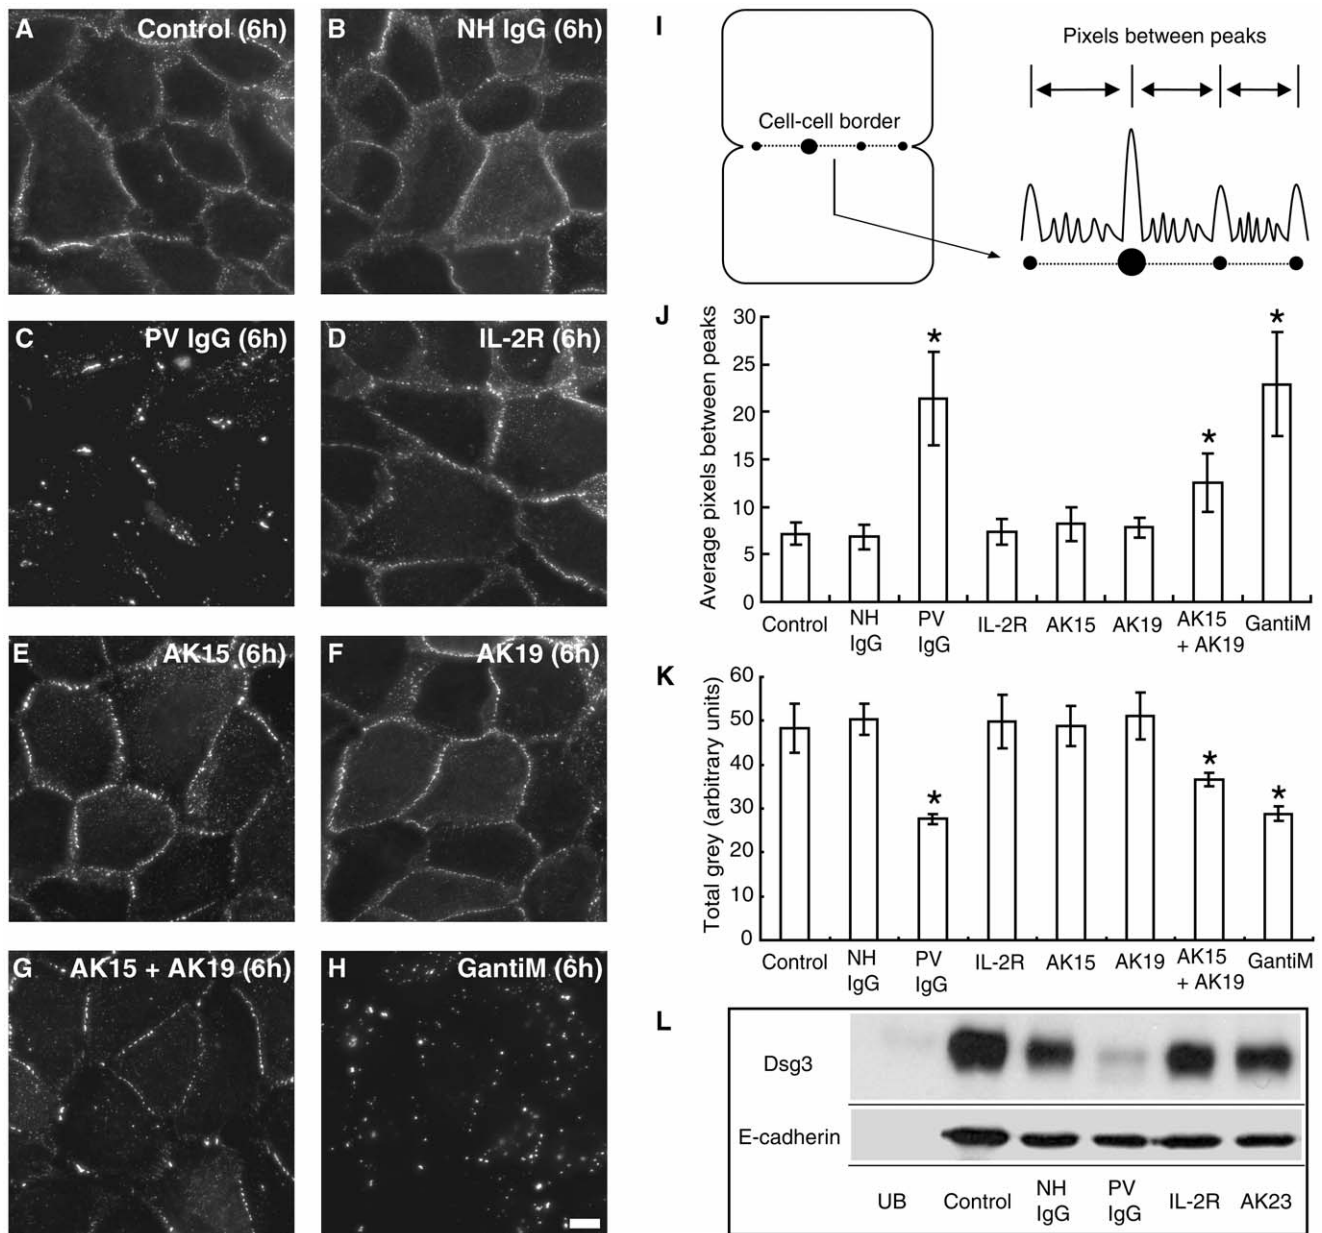 A Control (6h)
B NH IgG (6h)
C PV IgG (6h)
D IL-2R (6h)
E AK15 (6h)
F AK19 (6h)
G AK15 + AK19 (6h)
H GantiM (6h)
I
Pixels between peaks
Cell-cell border
J
Average pixels between peaks
30
25
20
15
10
5
0
*
*
*
Control
NH
IgG
PV
IgG
IL-2R
AK15
AK19
AK15
+ AK19
GantiM
K
Total grey (arbitrary units)
60
50
40
30
20
10
0
*
*
*
Control
NH
IgG
PV
IgG
IL-2R
AK15
AK19
AK15
+ AK19
GantiM
L
Dsg3
E-cadherin
UB
Control
NH
IgG
PV
IgG
IL-2R
AK23